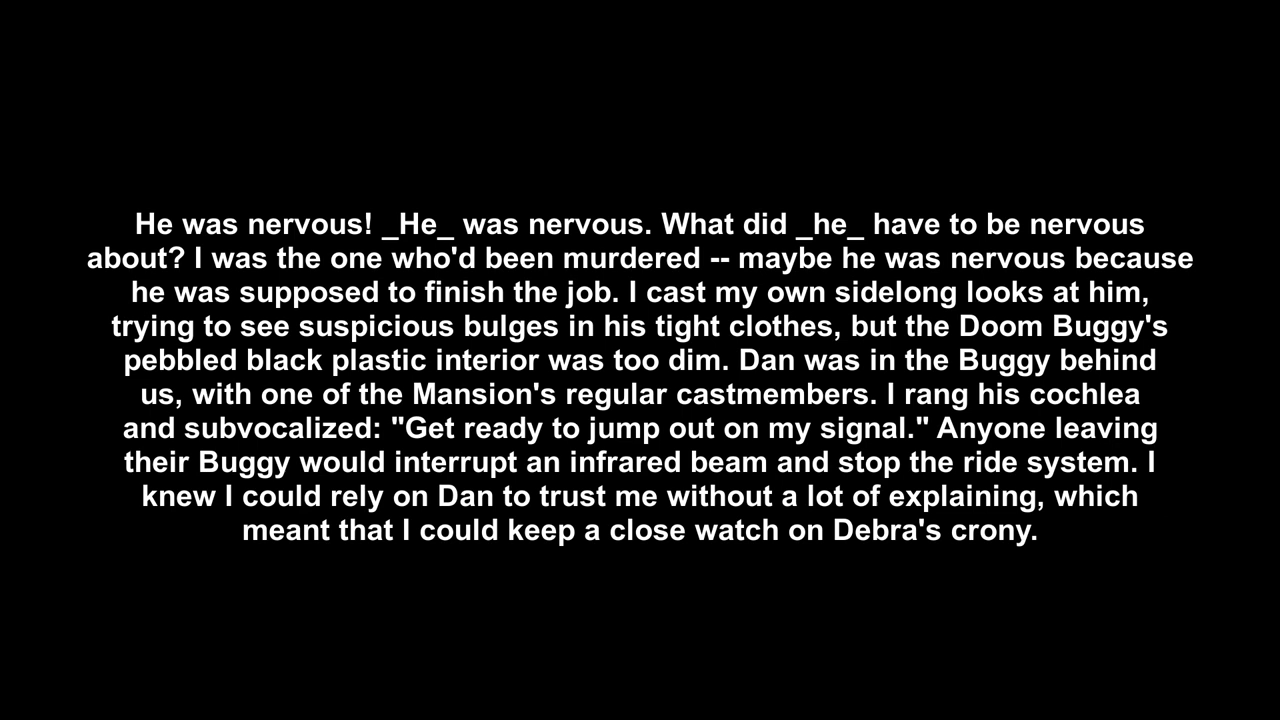 He was nervous! _He_ was nervous. What did _he_ have to be nervous
about? I was the one who'd been murdered -- maybe he was nervous because
he was supposed to finish the job. I cast my own sidelong looks at him,
trying to see suspicious bulges in his tight clothes, but the Doom Buggy's
pebbled black plastic interior was too dim. Dan was in the Buggy behind
us, with one of the Mansion's regular castmembers. I rang his cochlea
and subvocalized: "Get ready to jump out on my signal." Anyone leaving
their Buggy would interrupt an infrared beam and stop the ride system. I
knew I could rely on Dan to trust me without a lot of explaining, which
meant that I could keep a close watch on Debra's crony.